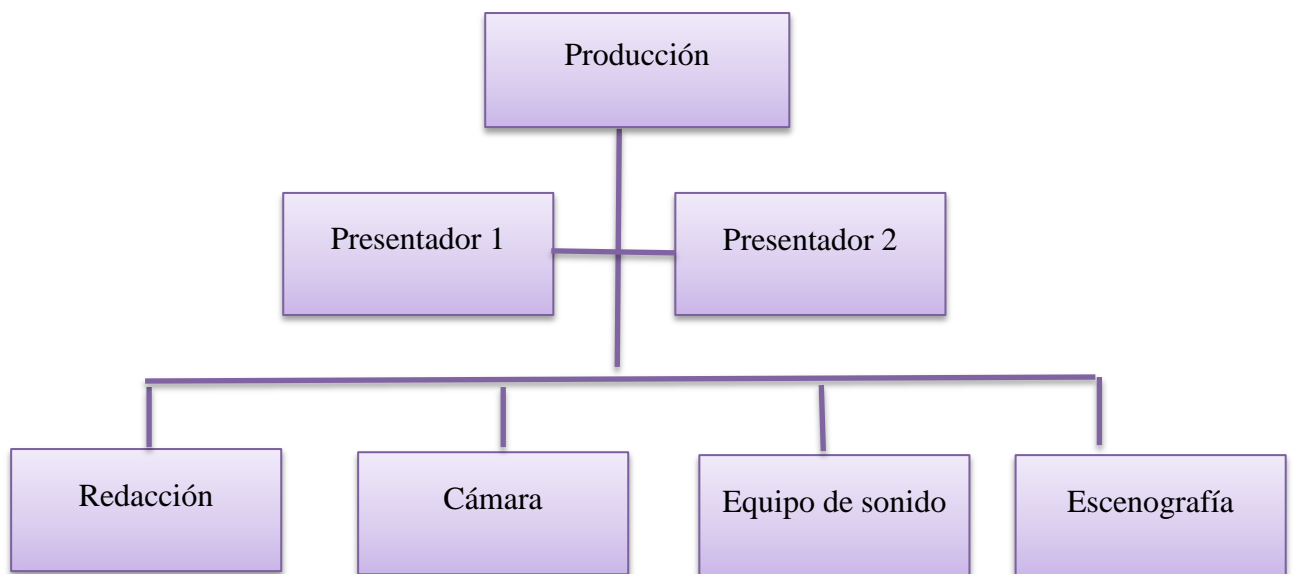 Producción
Presentador 1
Presentador 2
Redacción
Cámara
Equipo de sonido
Escenografía